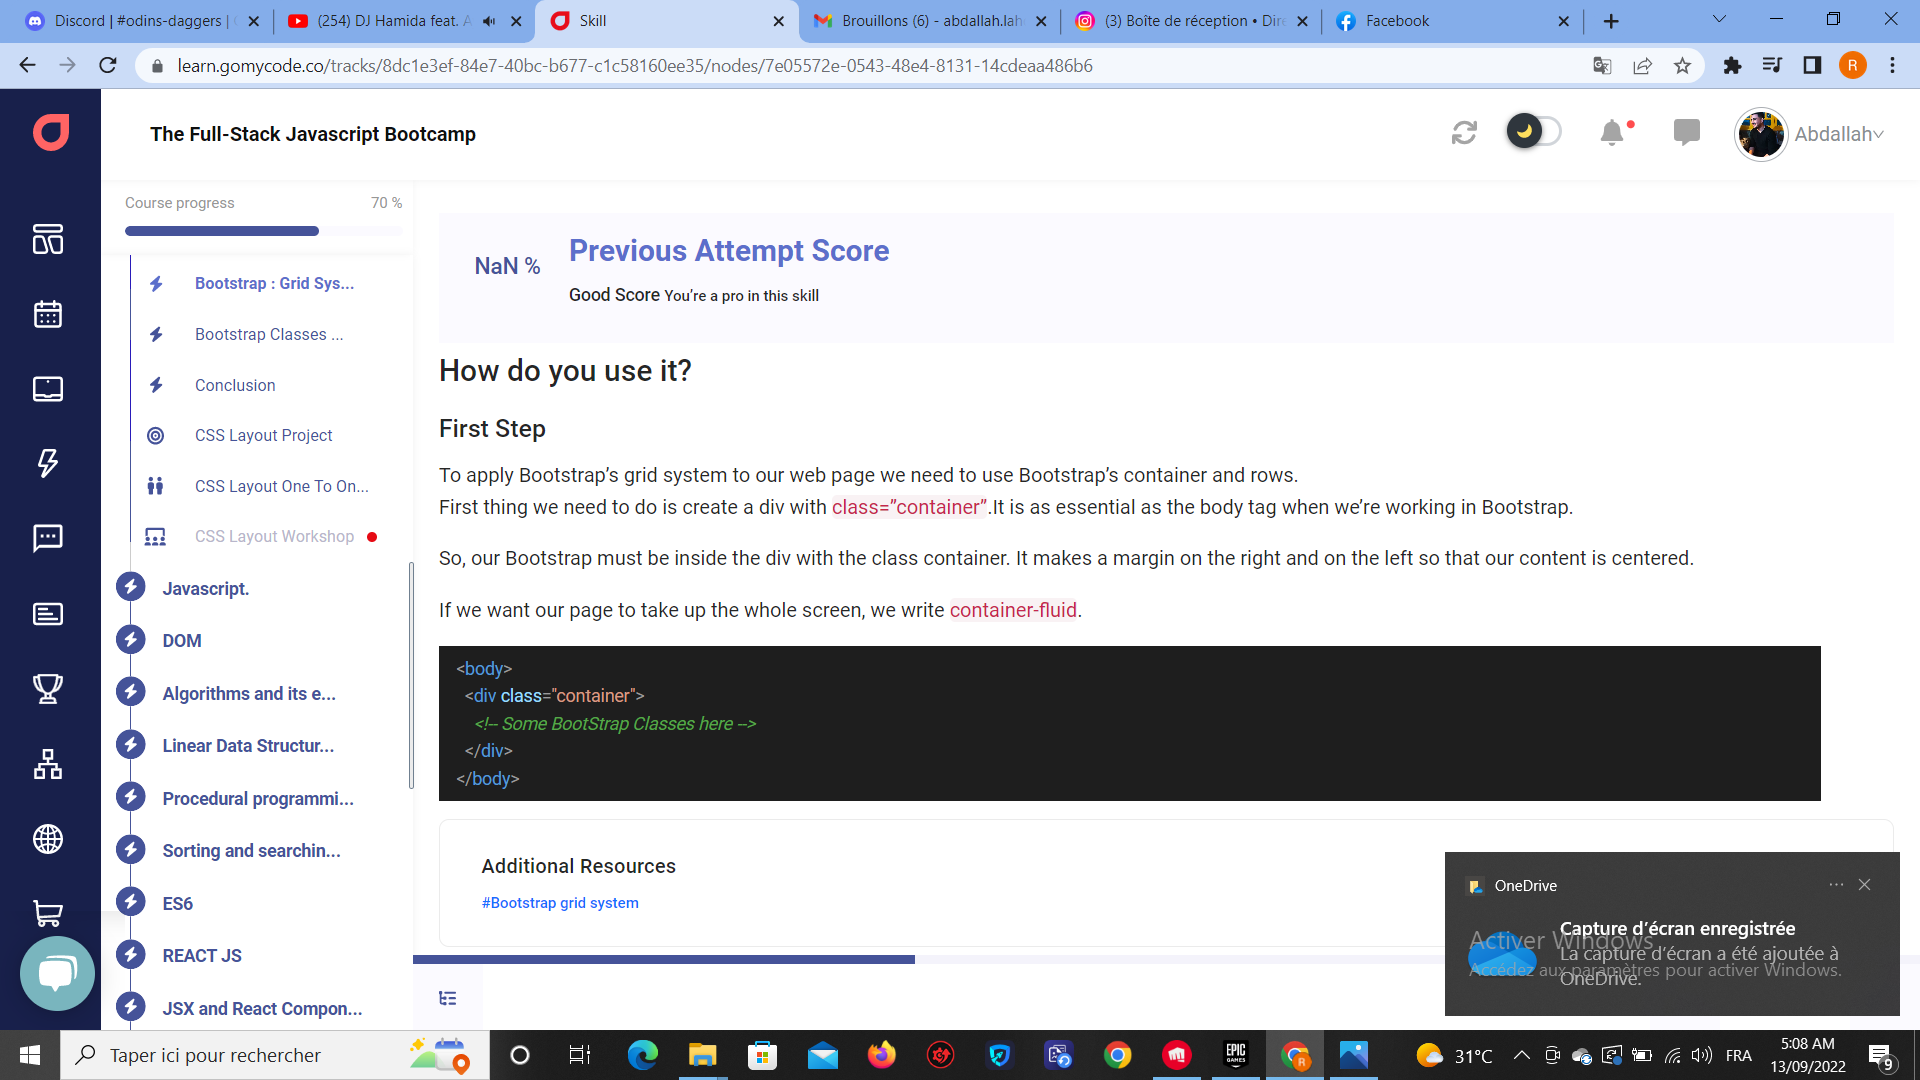 Discord | #odins-daggers |
(254) DJ Hamida feat. A
Skill
Brouillons (6) - abdallah.lah
(3) Boîte de réception • Dire
Facebook
learn.gomycode.co/tracks/8dc1e3ef-84e7-40bc-b677-c1c58160ee35/nodes/7e05572e-0543-48e4-8131-14cdeaa486b6
R
The Full-Stack Javascript Bootcamp
Abdallah
Course progress 70 %
Bootstrap : Grid Sys...
Bootstrap Classes ...
Conclusion
CSS Layout Project
CSS Layout One To On...
CSS Layout Workshop
Javascript.
DOM
Algorithms and its e...
Linear Data Structur...
Procedural programmi...
Sorting and searchin...
ES6
REACT JS
JSX and React Compon...
NaN %
Previous Attempt Score
Good Score You’re a pro in this skill
How do you use it?
First Step
To apply Bootstrap’s grid system to our web page we need to use Bootstrap’s container and rows.
First thing we need to do is create a div with class=”container”.It is as essential as the body tag when we’re working in Bootstrap.
So, our Bootstrap must be inside the div with the class container. It makes a margin on the right and on the left so that our content is centered.
If we want our page to take up the whole screen, we write container-fluid.
<body>
<div class="container">
<!-- Some BootStrap Classes here -->
</div>
</body>
Additional Resources
#Bootstrap grid system
OneDrive
Capture d’écran enregistrée
La capture d’écran a été ajoutée à
OneDrive.
Activer Windows
Accédez aux paramètres pour activer Windows.
Taper ici pour rechercher
EPIC
GAMES
R
31°C
FRA
5:08 AM
13/09/2022
9